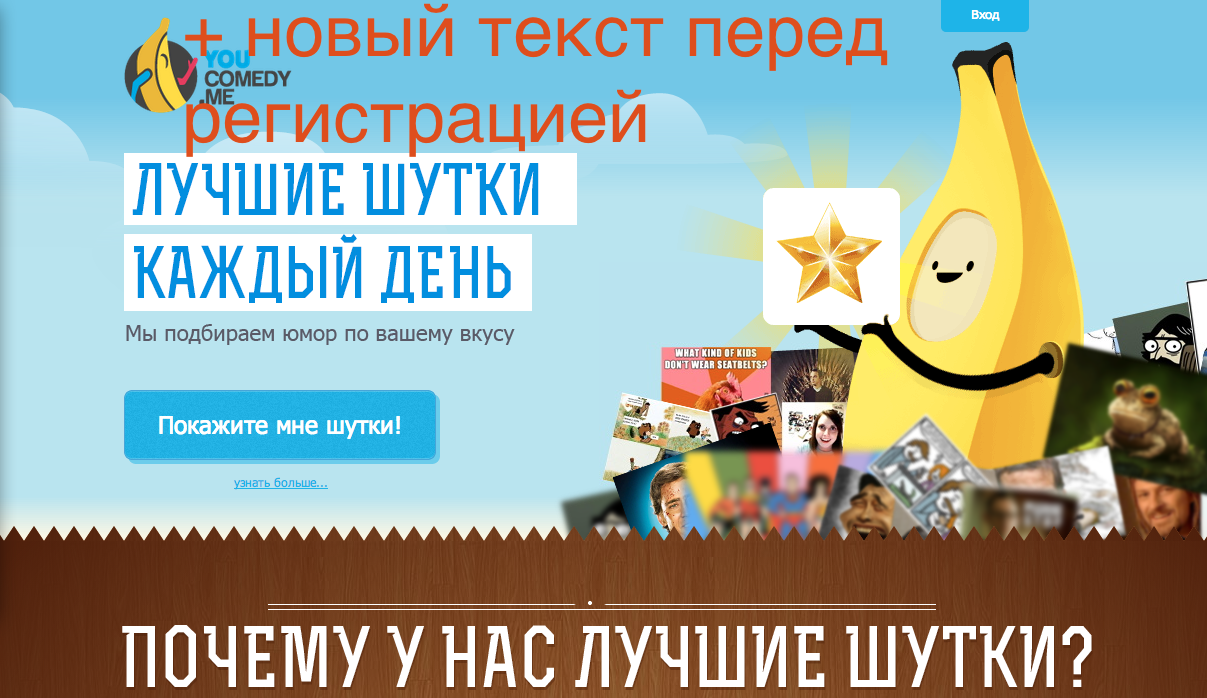 + новый текст перед
регистрацией
Вход
YOU
COMEDY
.ME
ЛУЧШИЕ ШУТКИ
КАЖДЫЙ ДЕНЬ
Мы подбираем юмор по вашему вкусу
Покажите мне шутки!
узнать больше...
WHAT KIND OF KIDS
DON'T WEAR SEATBELTS?
ПОЧЕМУ У НАС ЛУЧШИЕ ШУТКИ?